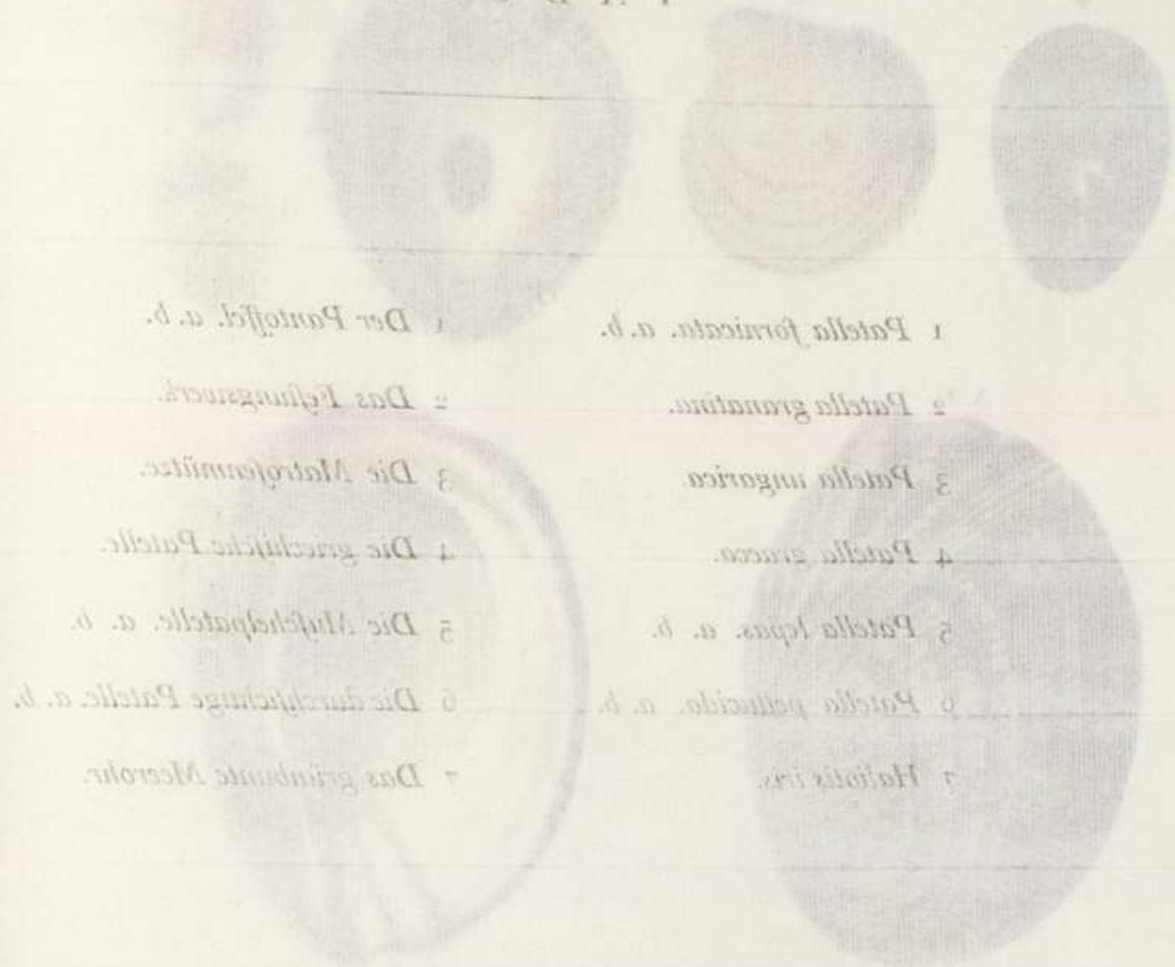 1 Patella fornicata. a.b.
2 Patella granatina.
3 Patella ungarica.
4 Patella graeca.
5 Patella lepas. a. b.
6 Patella pellucida. a. b.
7 Haliotis iris.
1 Der Pantoffel. a. b.
2 Das Feſtungswerk.
3 Die Matroſenmütze.
4 Die griechiſche Patelle.
5 Die Muſchelpatelle. a. b.
6 Die durchſichtige Patelle. a. b.
7 Das grünbunte Meerohr.